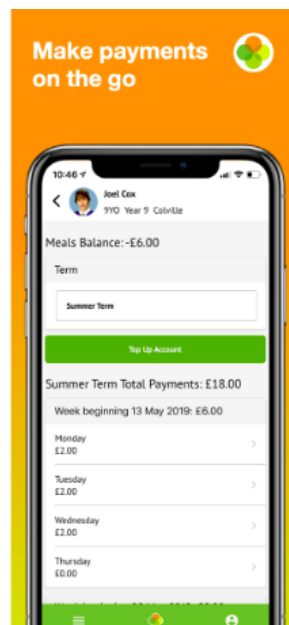 Make payments
on the go
10:46
Joel Cox
9YO Year 9 Colville
Meals Balance:-£6.00
Term
Summer Term
Top Up Account
Summer Term Total Payments: £18.00
Week beginning 13 May 2019: £6.00
Monday
£2.00
Tuesday
£2.00
Wednesday
£2.00
Thursday
£0.00